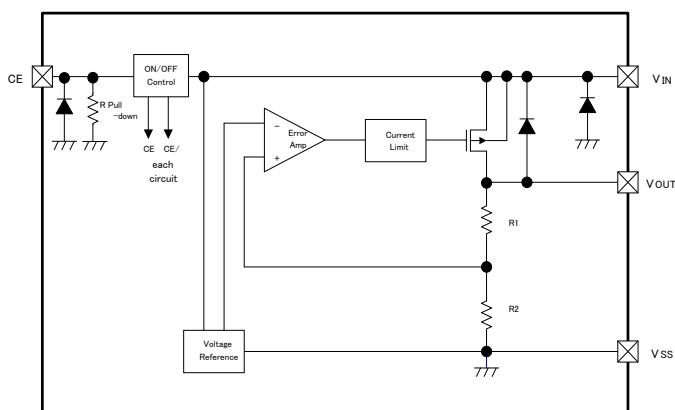 CE
ON/OFF
Control
VIN
R Pull
-down
CE CE/
each
circuit
-
+
Error
Amp
Current
Limit
VOUT
R1
R2
Voltage
Reference
VSS